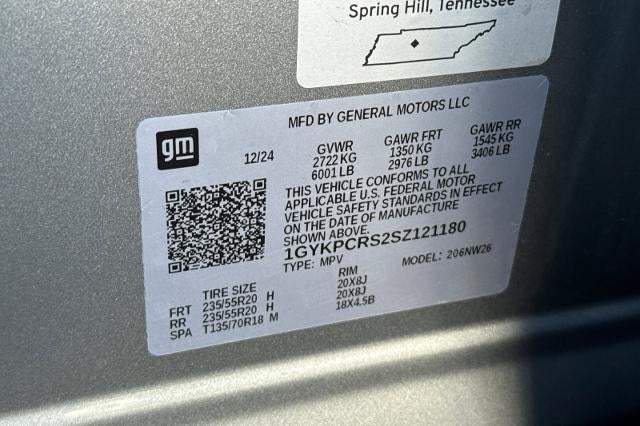 Spring Hill, Tennessee
MFD BY GENERAL MOTORS LLC
gm
12/24
GVWR GAWR FRT GAWR RR
2722 KG 1350 KG 1545 KG
6001 LB 2976 LB 3406 LB
THIS VEHICLE CONFORMS TO ALL
APPLICABLE U.S. FEDERAL MOTOR
VEHICLE SAFETY STANDARDS IN EFFECT
ON THE DATE OF MANUFACTURE
SHOWN ABOVE.
1GYKPCRS2SZ121180
TYPE: MPV MODEL: 206NW26
TIRE SIZE RIM
FRT 235/55R20 H 20X8J
RR 235/55R20 H 20X8J
SPA T135/70R18 M 18X4.5B